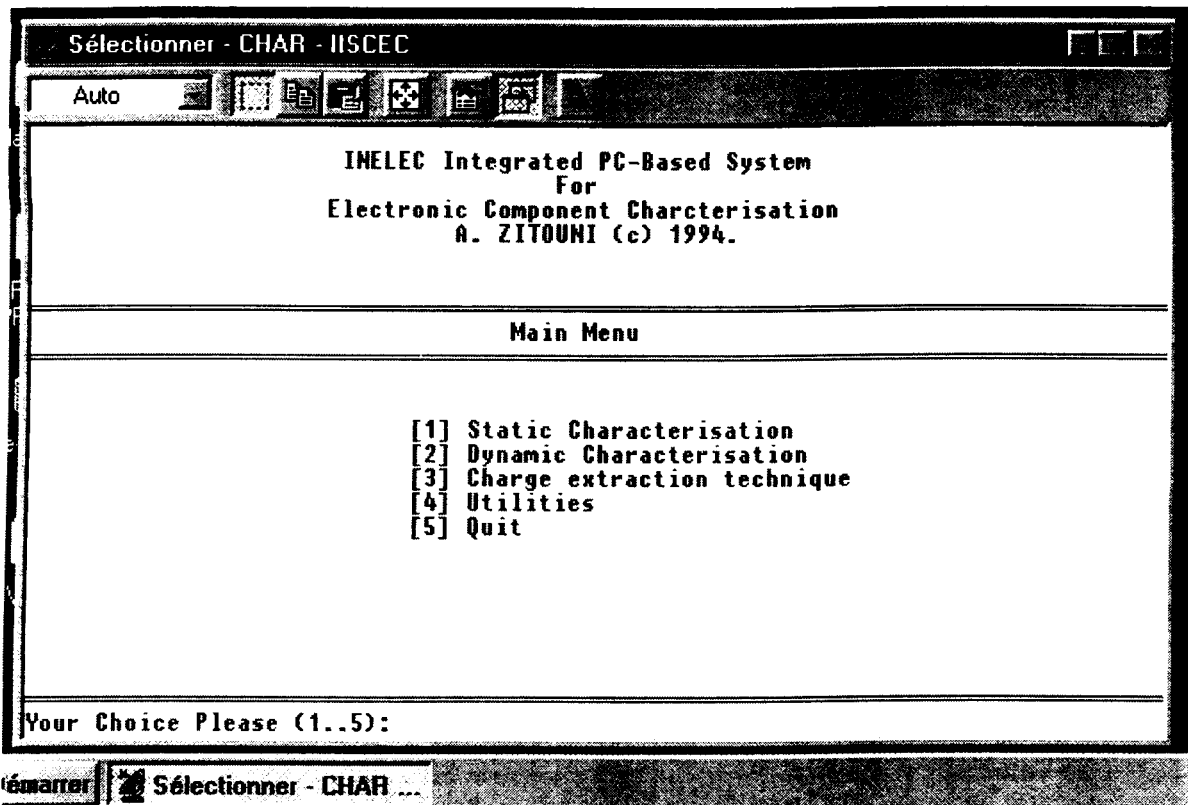 Sélectionner - CHAR - IISCEC
Auto
INELEC Integrated PC-Based System
For
Electronic Component Charcterisation
A. ZITOUNI (c) 1994.
Main Menu
[1] Static Characterisation
[2] Dynamic Characterisation
[3] Charge extraction technique
[4] Utilities
[5] Quit
Your Choice Please (1..5):
émarrer Sélectionner - CHAR ...